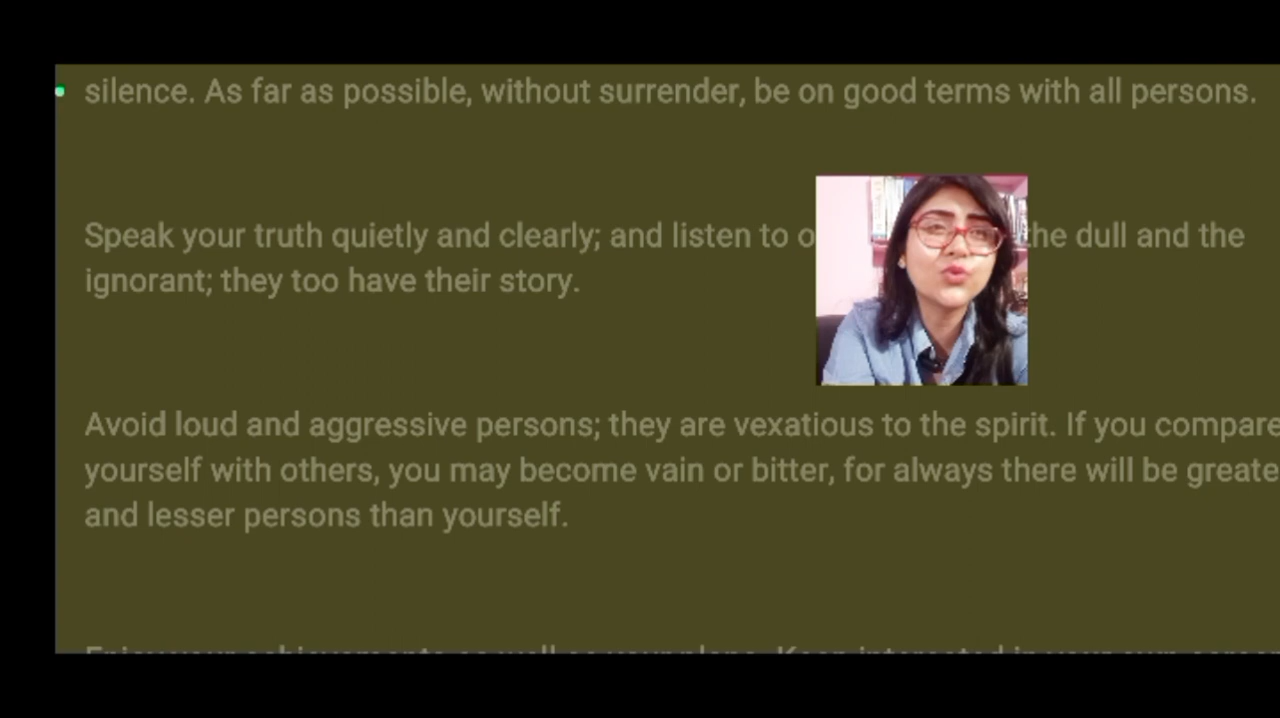 silence. As far as possible, without surrender, be on good terms with all persons.
Speak your truth quietly and clearly; and listen to the dull and the
ignorant; they too have their story.
Avoid loud and aggressive persons; they are vexatious to the spirit. If you compare
yourself with others, you may become vain or bitter, for always there will be greate
and lesser persons than yourself.